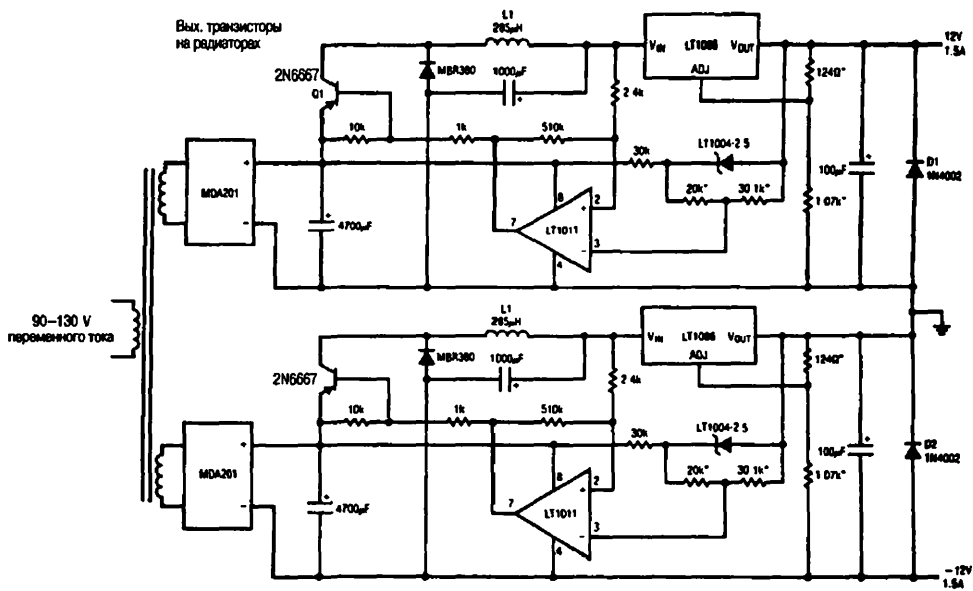 Вых. транзисторы
на радиаторах
L1
285μH
2N6667
Q1
MBR360
1000μF
+
VIN
LT1086
VOUT
ADJ
12V
1.5A
124Ω*
2 4k
10k
1k
510k
30k
LT1004-2 5
20k*
30 1k*
100μF
+
1 07k*
D1
1N4002
MDA201
+
−
+
4700μF
8
2
+
7
LT1011
−
3
4
90–130 V
переменного тока
L1
285μH
2N6667
MBR360
1000μF
+
VIN
LT1086
VOUT
ADJ
124Ω*
2 4k
10k
1k
510k
30k
LT1004-2 5
20k*
30 1k*
100μF
+
1 07k*
D2
1N4002
MDA201
+
−
+
4700μF
8
2
+
7
LT1011
−
3
4
−12V
1.5A